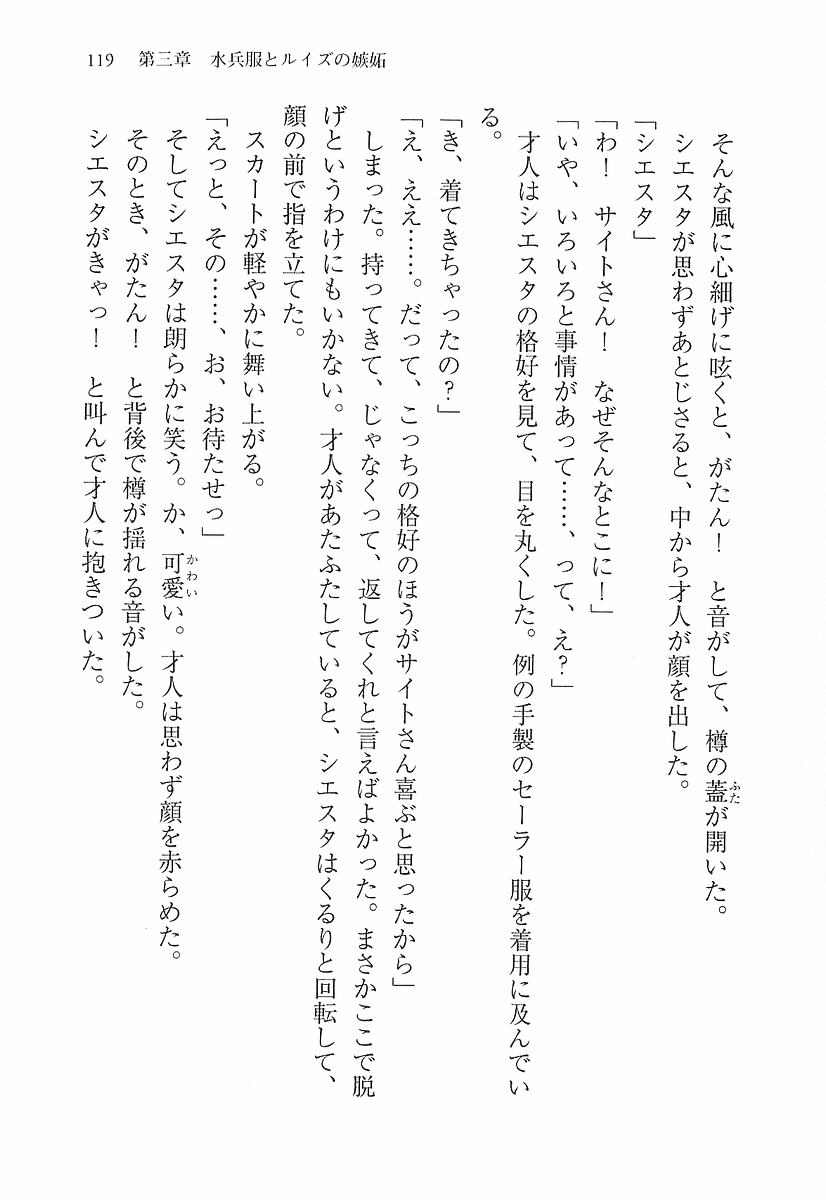 119　第三章　水兵服とルイズの嫉妬
そんな風に心細げに呟くと、がたん！　と音がして、樽の蓋が開いた。
シエスタが思わずあとじさると、中から才人が顔を出した。
「シエスタ」
「わ！　サイトさん！　なぜそんなとこに！」
「いや、いろいろと事情があって……、って、え？」
才人はシエスタの格好を見て、目を丸くした。例の手製のセーラー服を着用に及んでい
る。
「き、着てきちゃったの？」
「え、ええ……。だって、こっちの格好のほうがサイトさん喜ぶと思ったから」
しまった。持ってきて、じゃなくって、返してくれと言えばよかった。まさかここで脱
げというわけにもいかない。才人があたふたしていると、シエスタはくるりと回転して、
顔の前で指を立てた。
スカートが軽やかに舞い上がる。
「えっと、その……、お、お待たせっ」
そしてシエスタは朗らかに笑う。か、可愛い。才人は思わず顔を赤らめた。
そのとき、がたん！　と背後で樽が揺れる音がした。
シエスタがきゃっ！　と叫んで才人に抱きついた。